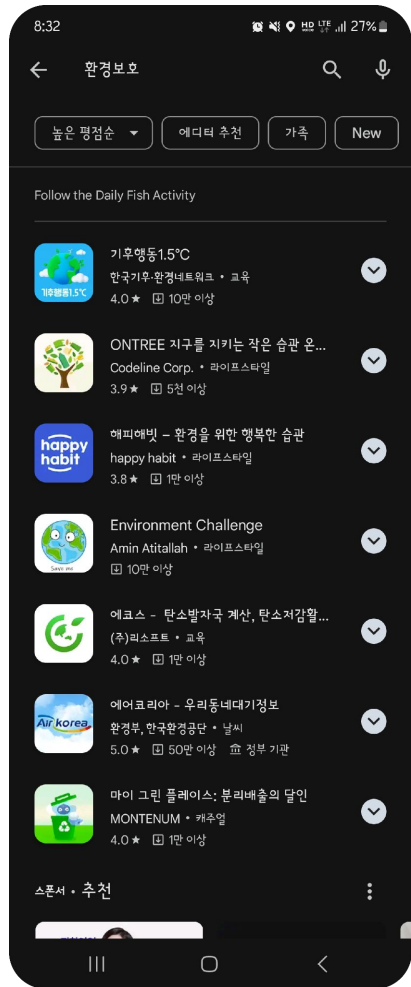 8:32 HD LTE 27%
환경보호
높은 평점순 에디터 추천 가족 New
Follow the Daily Fish Activity
기후행동1.5℃
한국기후·환경네트워크 • 교육
4.0★ 10만 이상
기후행동1.5℃
ONTREE 지구를 지키는 작은 습관 온...
Codeline Corp. • 라이프스타일
3.9★ 5천 이상
happy habit
해피해빗 – 환경을 위한 행복한 습관
happy habit • 라이프스타일
3.8★ 1만 이상
Environment Challenge
Amin Atitallah • 라이프스타일
10만 이상
Save me
에코스 - 탄소발자국 계산, 탄소저감활...
(주)리소프트 • 교육
4.0★ 1만 이상
Air korea
에어코리아 - 우리동네대기정보
환경부, 한국환경공단 • 날씨
5.0★ 50만 이상 정부 기관
마이 그린 플레이스: 분리배출의 달인
MONTENUM • 캐주얼
4.0★ 1만 이상
스폰서 • 추천